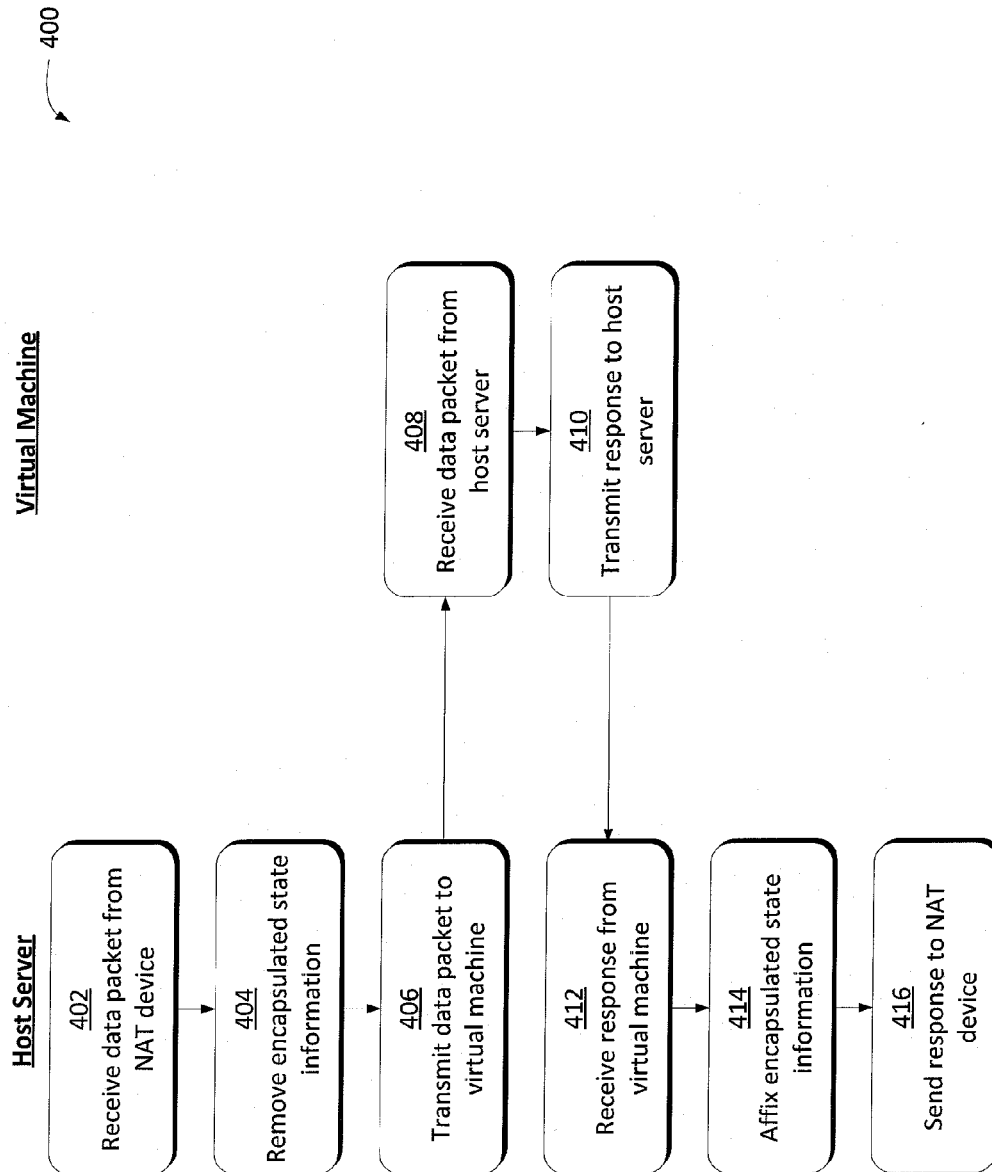 400
Host Server
Virtual Machine
402
Receive data packet from
NAT device
404
Remove encapsulated state
information
406
Transmit data packet to
virtual machine
408
Receive data packet from
host server
410
Transmit response to host
server
412
Receive response from
virtual machine
414
Affix encapsulated state
information
416
Send response to NAT
device